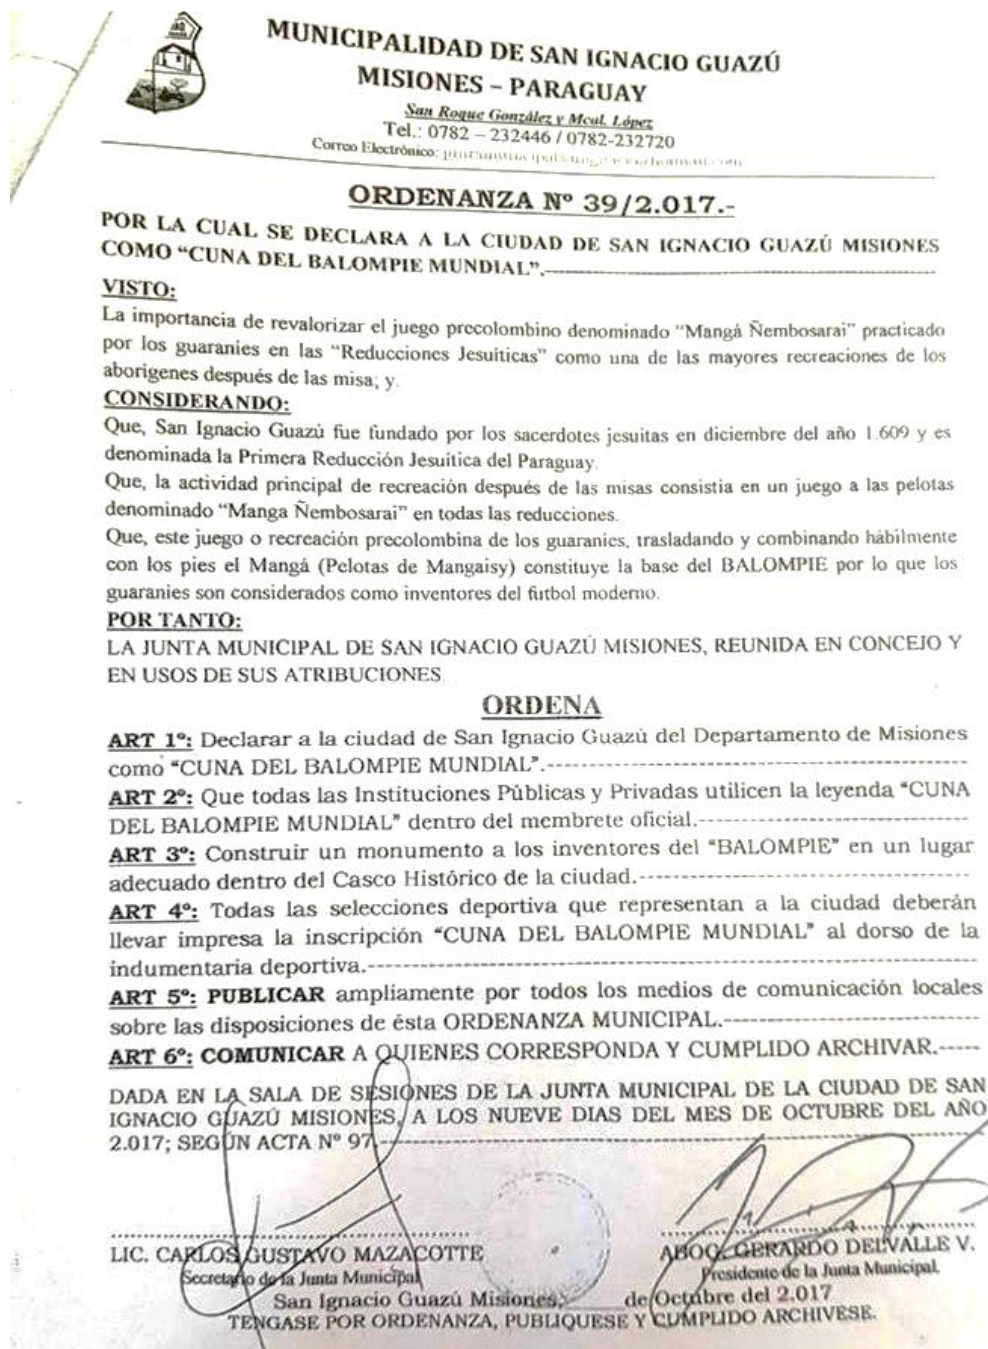 MUNICIPALIDAD DE SAN IGNACIO GUAZÚ
MISIONES – PARAGUAY
San Roque González y Mcal. López
Tel.: 0782 – 232446 / 0782-232720
Correo Electrónico:
ORDENANZA Nº 39/2.017.-
POR LA CUAL SE DECLARA A LA CIUDAD DE SAN IGNACIO GUAZÚ MISIONES
COMO “CUNA DEL BALOMPIE MUNDIAL”.-
VISTO:
La importancia de revalorizar el juego precolombino denominado “Mangá Ñembosarai” practicado
por los guaranies en las “Reducciones Jesuíticas” como una de las mayores recreaciones de los
aborigenes después de las misa; y.
CONSIDERANDO:
Que, San Ignacio Guazú fue fundado por los sacerdotes jesuitas en diciembre del año 1.609 y es
denominada la Primera Reducción Jesuítica del Paraguay.
Que, la actividad principal de recreación después de las misas consistia en un juego a las pelotas
denominado “Manga Ñembosarai” en todas las reducciones.
Que, este juego o recreación precolombina de los guaranies, trasladando y combinando hábilmente
con los pies el Mangá (Pelotas de Mangaisy) constituye la base del BALOMPIE por lo que los
guaranies son considerados como inventores del futbol moderno.
POR TANTO:
LA JUNTA MUNICIPAL DE SAN IGNACIO GUAZÚ MISIONES, REUNIDA EN CONCEJO Y
EN USOS DE SUS ATRIBUCIONES.
ORDENA
ART 1º: Declarar a la ciudad de San Ignacio Guazú del Departamento de Misiones
como “CUNA DEL BALOMPIE MUNDIAL”.-
ART 2º: Que todas las Instituciones Públicas y Privadas utilicen la leyenda “CUNA
DEL BALOMPIE MUNDIAL” dentro del membrete oficial.-
ART 3º: Construir un monumento a los inventores del “BALOMPIE” en un lugar
adecuado dentro del Casco Histórico de la ciudad.-
ART 4º: Todas las selecciones deportiva que representan a la ciudad deberán
llevar impresa la inscripción “CUNA DEL BALOMPIE MUNDIAL” al dorso de la
indumentaria deportiva.-
ART 5º: PUBLICAR ampliamente por todos los medios de comunicación locales
sobre las disposiciones de ésta ORDENANZA MUNICIPAL.-
ART 6º: COMUNICAR A QUIENES CORRESPONDA Y CUMPLIDO ARCHIVAR.-----
DADA EN LA SALA DE SESIONES DE LA JUNTA MUNICIPAL DE LA CIUDAD DE SAN
IGNACIO GUAZÚ MISIONES, A LOS NUEVE DIAS DEL MES DE OCTUBRE DEL AÑO
2.017; SEGÚN ACTA Nº 97.-
LIC. CARLOS GUSTAVO MAZACOTTE
Secretario de la Junta Municipal
ABOG. GERARDO DELVALLE V.
Presidente de la Junta Municipal.
San Ignacio Guazú Misiones, ____ de Octubre del 2.017
TENGASE POR ORDENANZA, PUBLIQUESE Y CUMPLIDO ARCHIVESE.